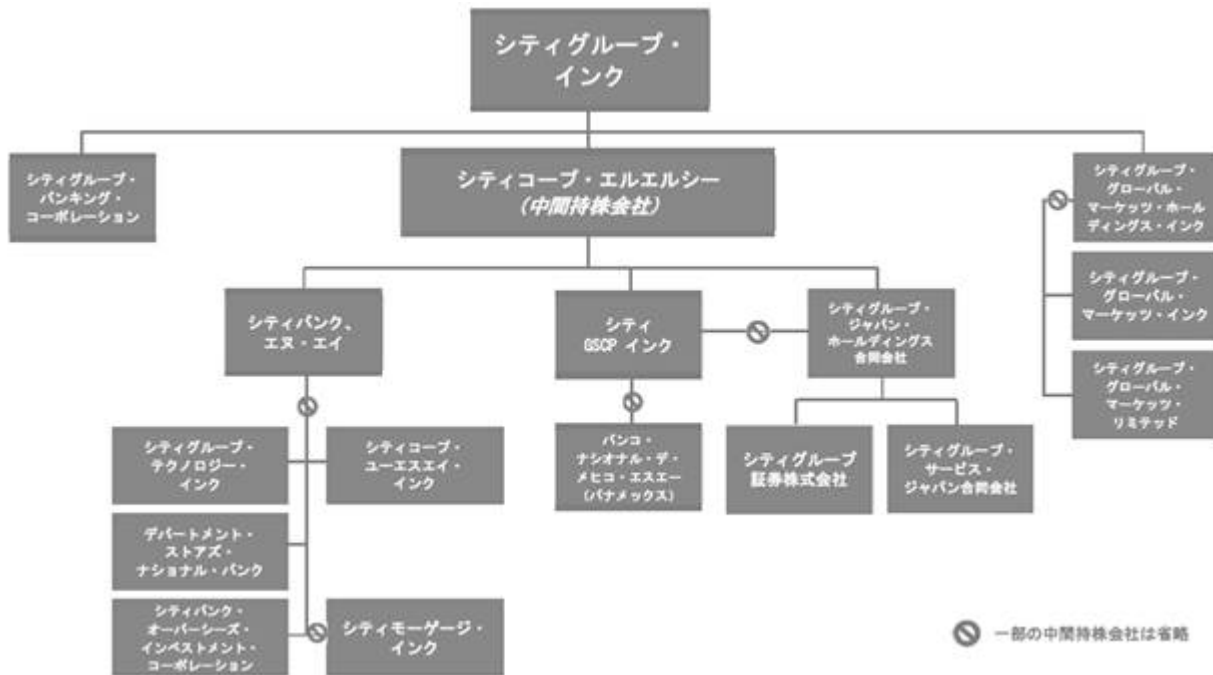 シティグループ・
インク
シティグループ・
バンキング・
コーポレーション
シティコープ・エルエルシー
(中間持株会社)
シティグループ・
グローバル・
マーケッツ・ホール
ディングス・インク
シティグループ・
グローバル・
マーケッツ・インク
シティグループ・
グローバル・
マーケッツ・
リミテッド
シティバンク、
エヌ・エイ
シティ
GSCP インク
シティグループ・
ジャパン・
ホールディングス
合同会社
シティグループ・
テクノロジー・
インク
シティコープ・
ユーエスエイ・
インク
バンコ・
ナシオナル・デ・
メヒコ・エスエー
(バナメックス)
シティグループ
証券株式会社
シティグループ・
サービス・
ジャパン合同会社
デパートメント・
ストアズ・
ナショナル・バンク
シティバンク・
オーバーシーズ・
インベストメント・
コーポレーション
シティモーゲージ・
インク
一部の中間持株会社は省略